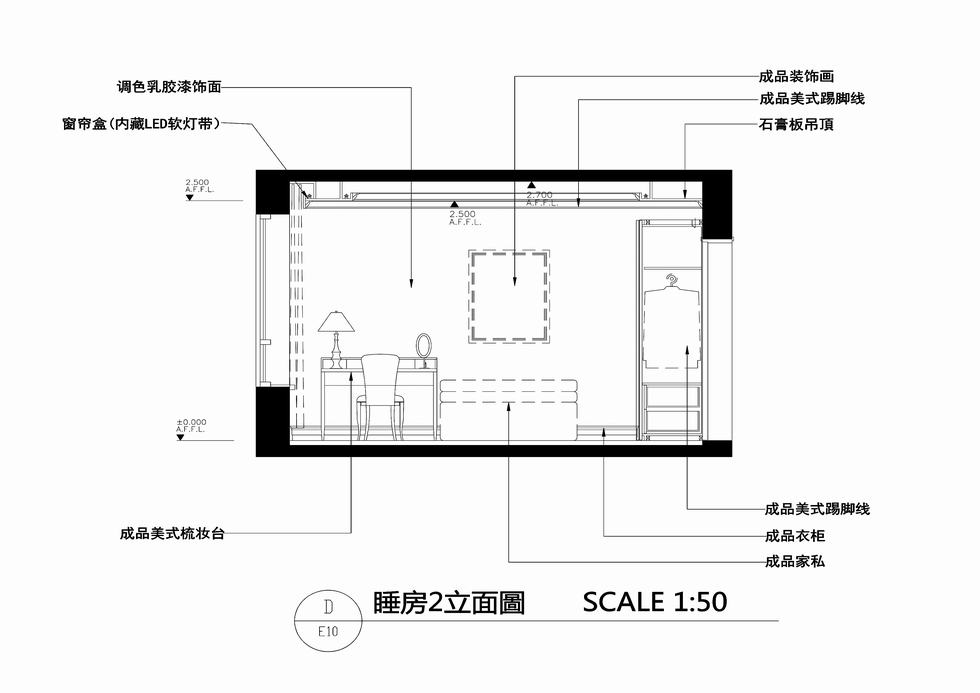 成品装饰画
调色乳胶漆饰面
成品美式踢脚线
窗帘盒(内藏LED软灯带)
石膏板吊頂
2.500
A.F.F.L.
2.700
A.F.F.L.
2.500
A.F.F.L.
±0.000
A.F.F.L.
成品美式踢脚线
成品美式梳妆台
成品衣柜
成品家私
D
E10
睡房2立面圖 SCALE 1:50